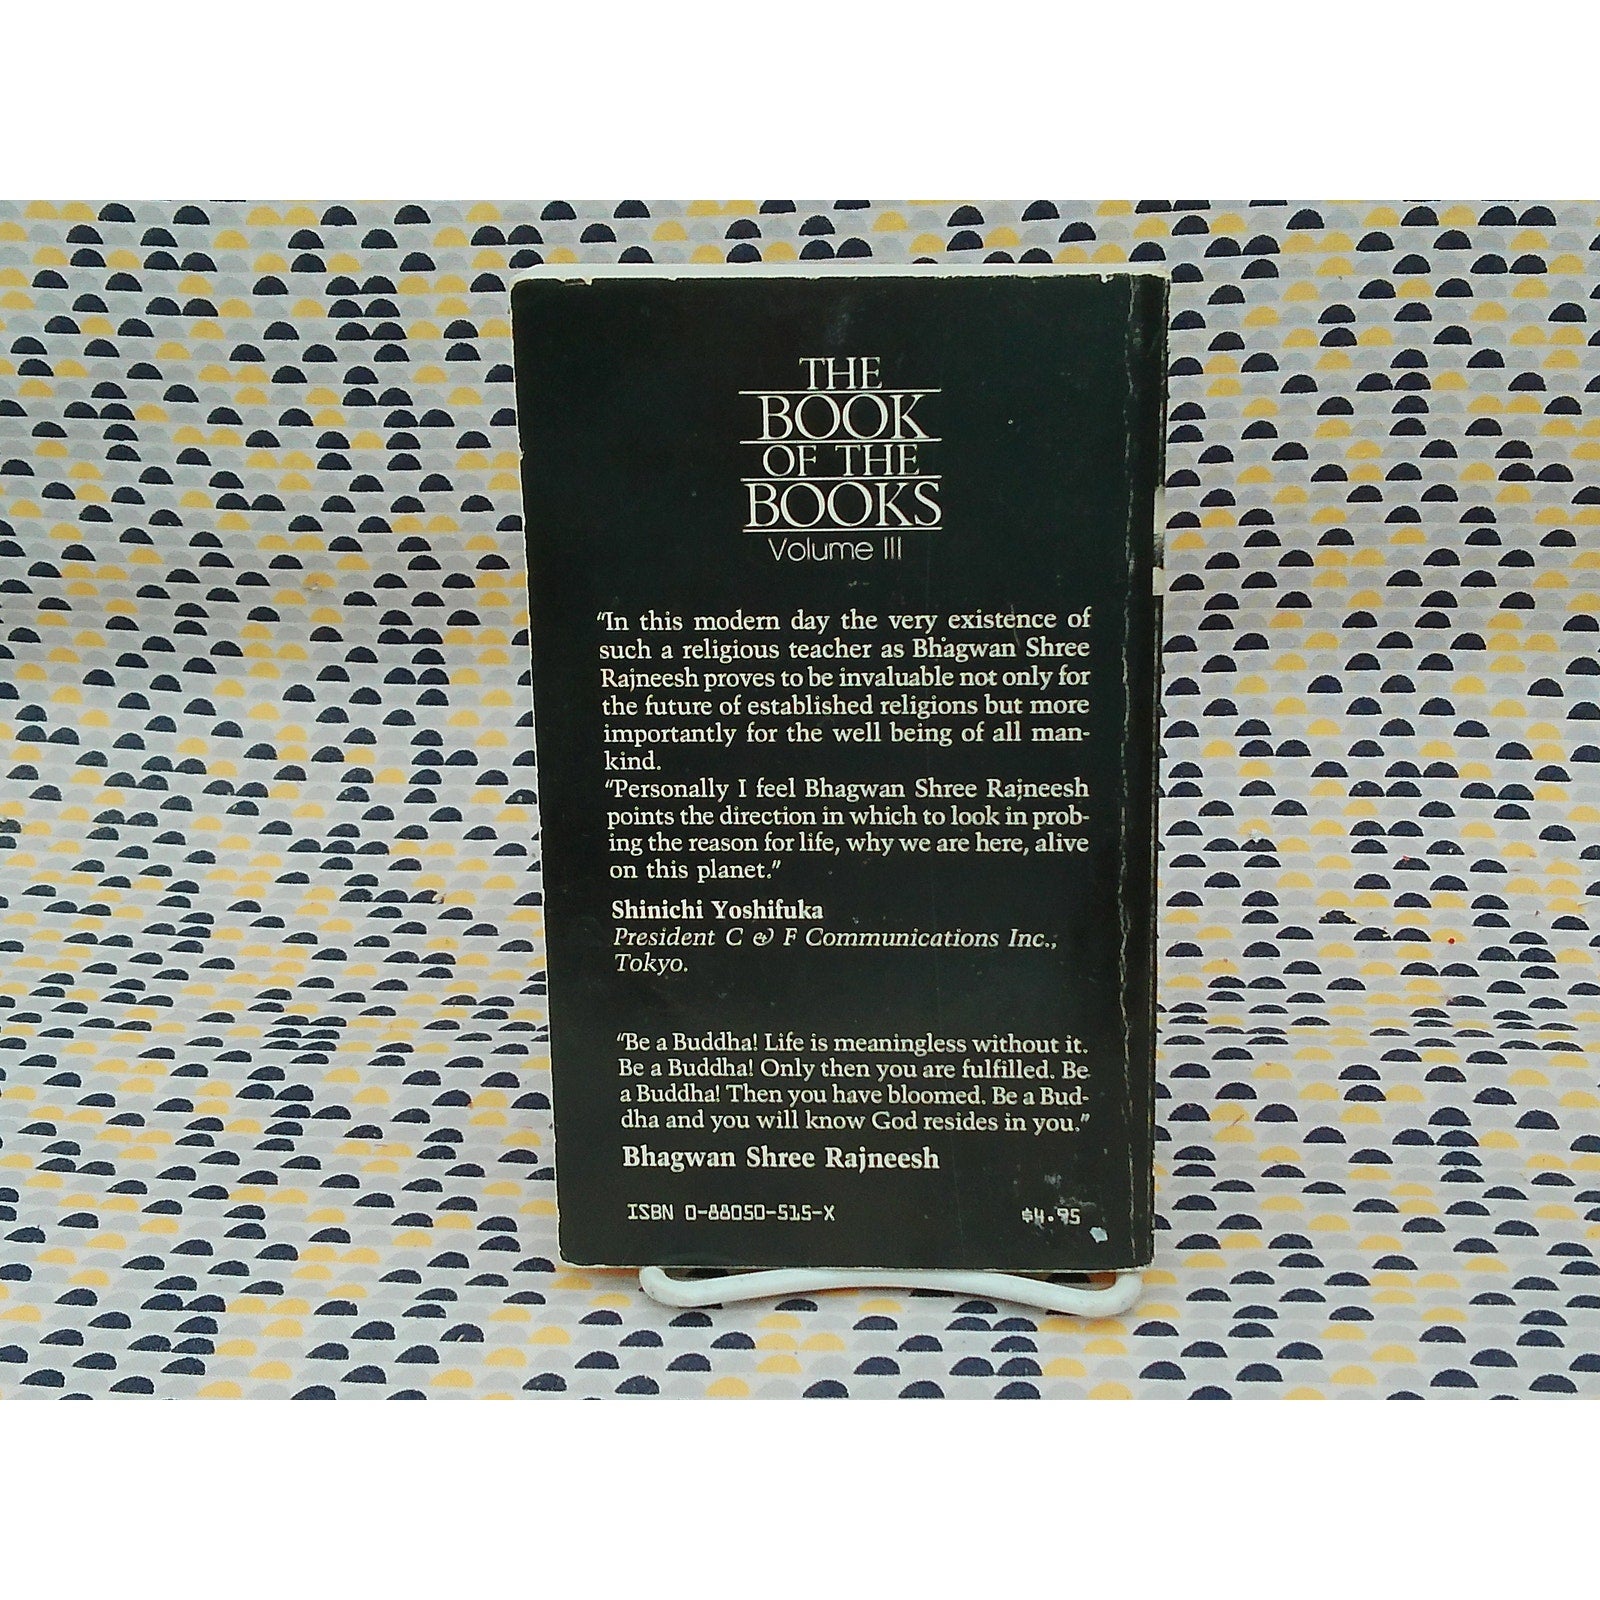 THE
BOOK
OF THE
BOOKS
Volume III
"In this modern day the very existence of
such a religious teacher as Bhagwan Shree
Rajneesh proves to be invaluable not only for
the future of established religions but more
importantly for the well being of all man-
kind.
"Personally I feel Bhagwan Shree Rajneesh
points the direction in which to look in prob-
ing the reason for life, why we are here, alive
on this planet."
Shinichi Yoshifuka
President C & F Communications Inc.,
Tokyo.
"Be a Buddha! Life is meaningless without it.
Be a Buddha! Only then you are fulfilled. Be
a Buddha! Then you have bloomed. Be a Bud-
dha and you will know God resides in you."
Bhagwan Shree Rajneesh
ISBN 0-88050-515-X $4.95